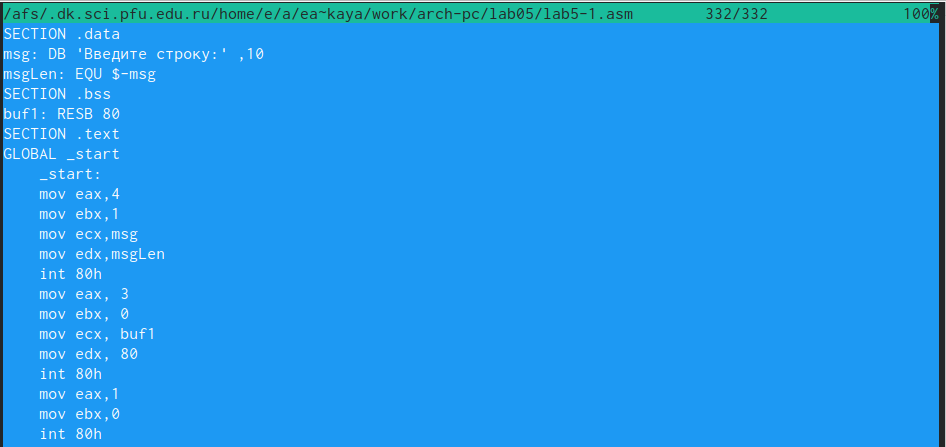 /afs/.dk.sci.pfu.edu.ru/home/e/a/ea~kaya/work/arch-pc/lab05/lab5-1.asm 332/332 100%
SECTION .data
msg: DB 'Введите строку:' ,10
msgLen: EQU $-msg
SECTION .bss
buf1: RESB 80
SECTION .text
GLOBAL _start
_start:
mov eax,4
mov ebx,1
mov ecx,msg
mov edx,msgLen
int 80h
mov eax, 3
mov ebx, 0
mov ecx, buf1
mov edx, 80
int 80h
mov eax,1
mov ebx,0
int 80h